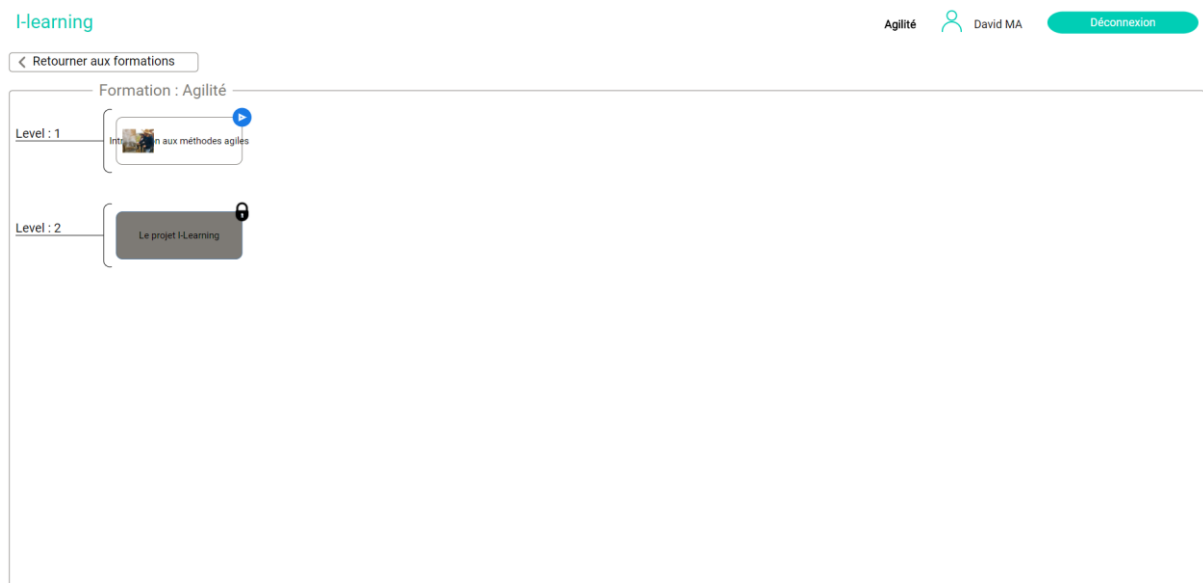 I-learning
Agilité
David MA
Déconnexion
Retourner aux formations
Formation : Agilité
Level : 1
aux méthodes agiles
Level : 2
Le projet I-Learning